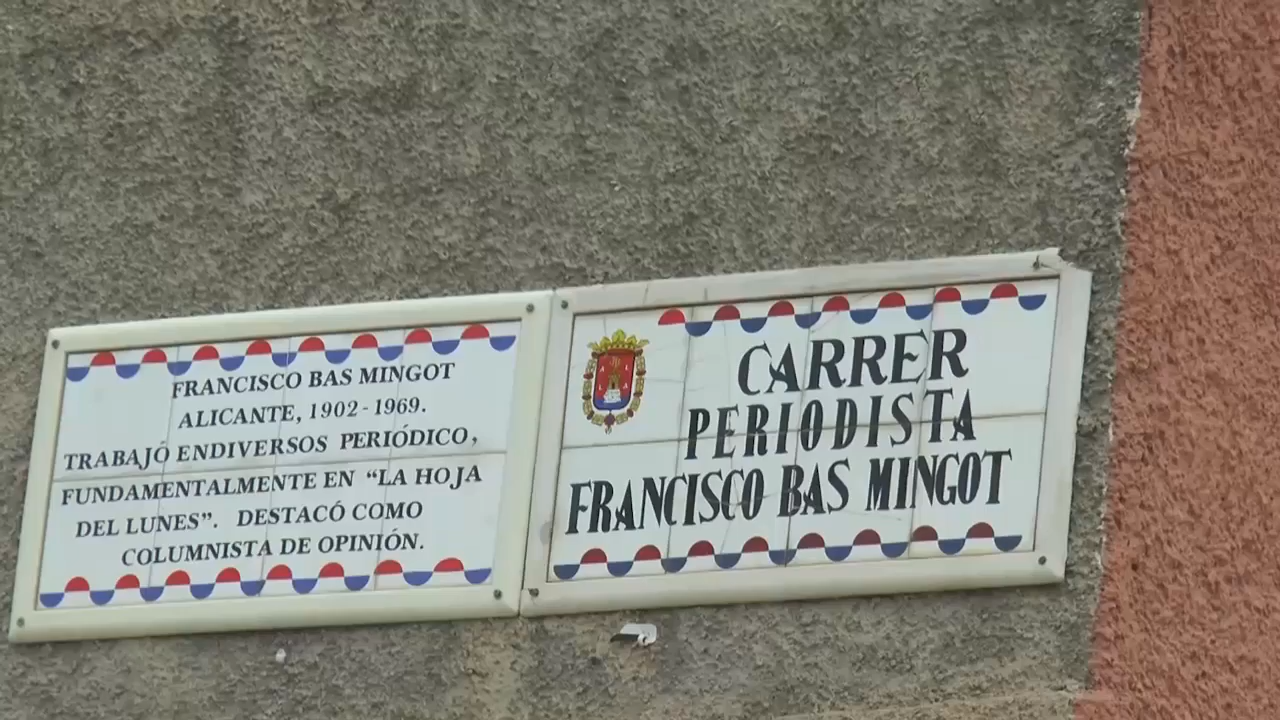 FRANCISCO BAS MINGOT
ALICANTE, 1902-1969.
TRABAJÓ ENDIVERSOS PERIÓDICO,
FUNDAMENTALMENTE EN "LA HOJA
DEL LUNES". DESTACÓ COMO
COLUMNISTA DE OPINIÓN.
CARRER
PERIODISTA
FRANCISCO BAS MINGOT